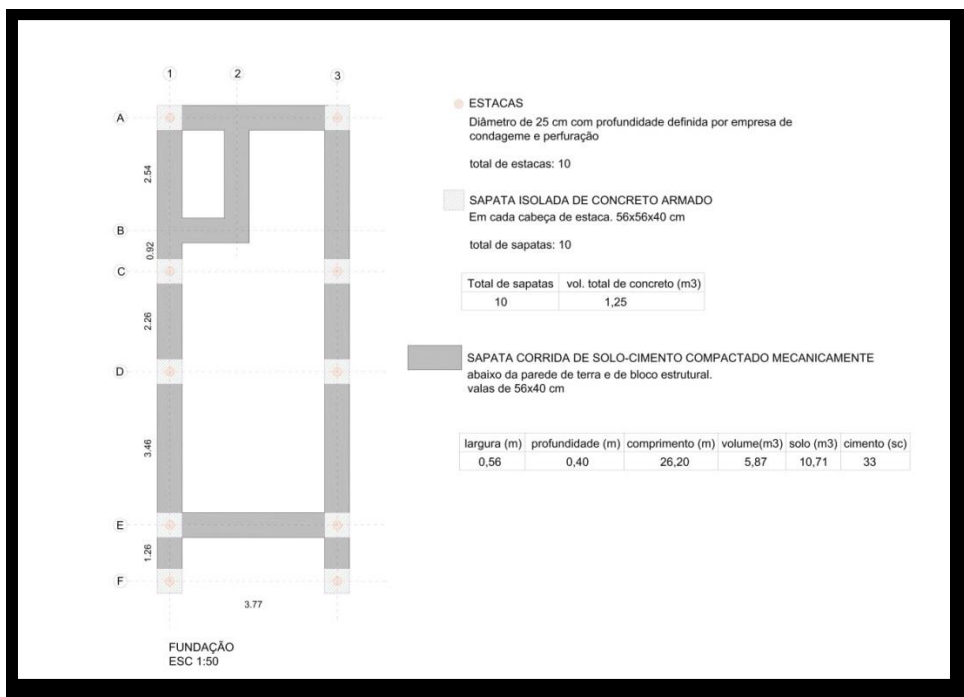 1
2
3
A
2.54
B
0.92
C
2.26
D
3.46
E
1.26
F
3.77
FUNDAÇÃO
ESC 1:50
ESTACAS
Diâmetro de 25 cm com profundidade definida por empresa de
condageme e perfuração
total de estacas: 10
SAPATA ISOLADA DE CONCRETO ARMADO
Em cada cabeça de estaca. 56x56x40 cm
total de sapatas: 10
Total de sapatas vol. total de concreto (m3)
10 1,25
SAPATA CORRIDA DE SOLO-CIMENTO COMPACTADO MECANICAMENTE
abaixo da parede de terra e de bloco estrutural.
valas de 56x40 cm
largura (m) profundidade (m) comprimento (m) volume(m3) solo (m3) cimento (sc)
0,56 0,40 26,20 5,87 10,71 33